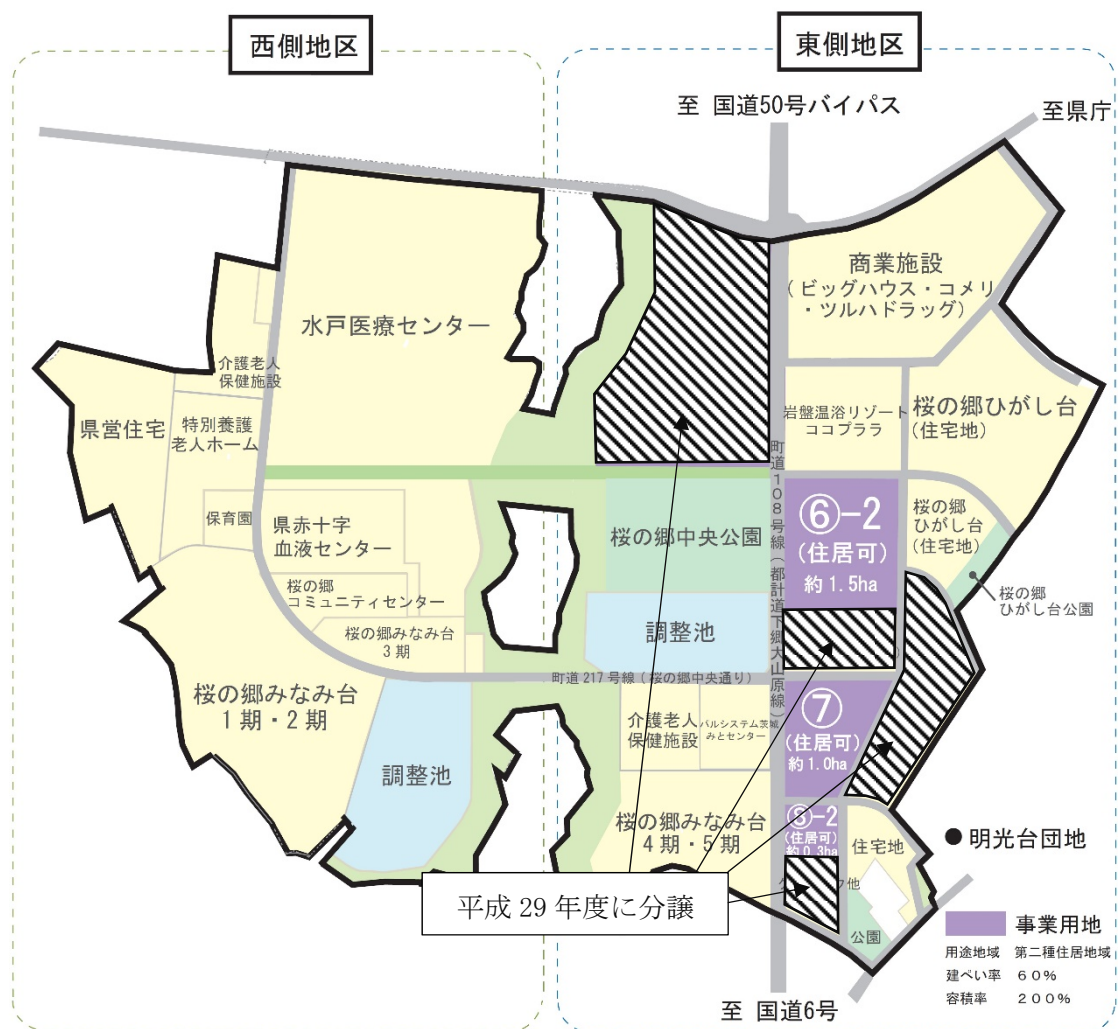 西側地区
東側地区
至 国道50号バイパス
至県庁
商業施設
(ビッグハウス・コメリ
・ツルハドラッグ)
水戸医療センター
介護老人
保健施設
県営住宅
特別養護
老人ホーム
岩盤温浴リゾート
ココプララ
桜の郷ひがし台
(住宅地)
町道108号線(都計道下郷大山原線)
保育園
県赤十字
血液センター
桜の郷中央公園
⑥-2
(住居可)
約1.5ha
桜の郷
ひがし台
(住宅地)
桜の郷
ひがし台公園
桜の郷
コミュニティセンター
桜の郷みなみ台
3期
調整池
町道217号線(桜の郷中央通り)
桜の郷みなみ台
1期・2期
介護老人
保健施設
パルシステム茨城
みとセンター
⑦
(住居可)
約1.0ha
調整池
桜の郷みなみ台
4期・5期
Ⓢ-2
(住居可)
約0.3ha
住宅地
●明光台団地
平成29年度に分譲
他
公園
事業用地
用途地域 第二種住居地域
建ぺい率 60%
容積率 200%
至 国道6号